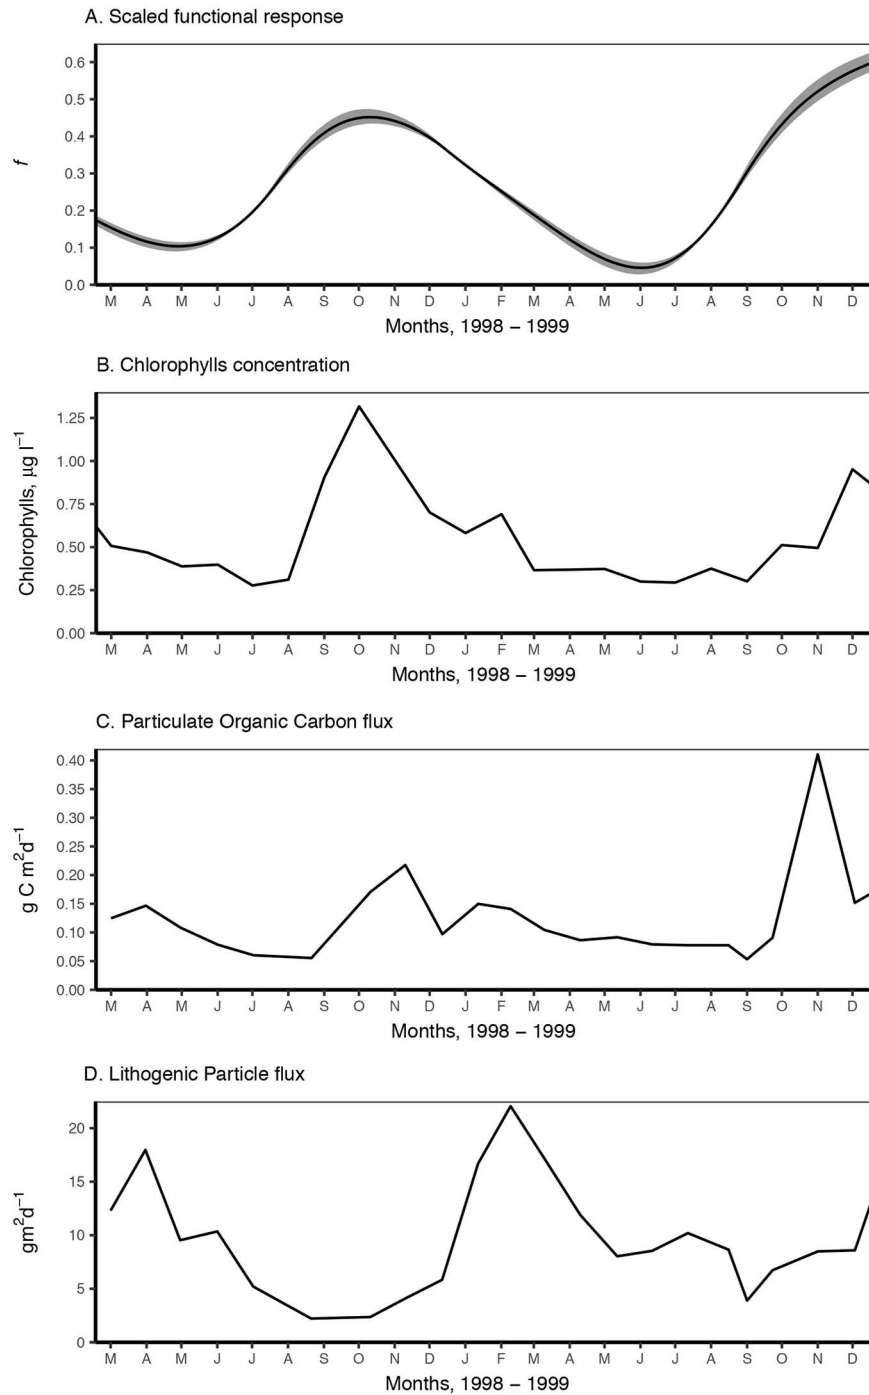 A. Scaled functional response
0.6
0.5
0.4
0.3
0.2
0.1
0.0
f
M A M J J A S O N D J F M A M J J A S O N D
Months, 1998 – 1999
B. Chlorophylls concentration
1.25
1.00
0.75
0.50
0.25
0.00
Chlorophylls, µg l⁻¹
M A M J J A S O N D J F M A M J J A S O N D
Months, 1998 – 1999
C. Particulate Organic Carbon flux
0.40
0.35
0.30
0.25
0.20
0.15
0.10
0.05
0.00
g C m²d⁻¹
M A M J J A S O N D J F M A M J J A S O N D
Months, 1998 – 1999
D. Lithogenic Particle flux
20
15
10
5
0
gm²d⁻¹
M A M J J A S O N D J F M A M J J A S O N D
Months, 1998 – 1999